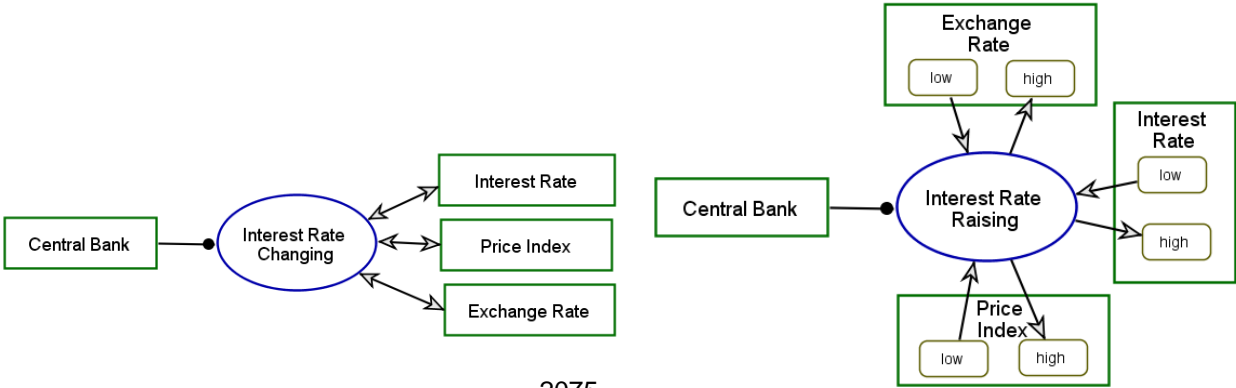 Central Bank
Interest Rate
Changing
Interest Rate
Price Index
Exchange Rate
Central Bank
Interest Rate
Raising
Exchange
Rate
low
high
Interest
Rate
low
high
Price
Index
low
high